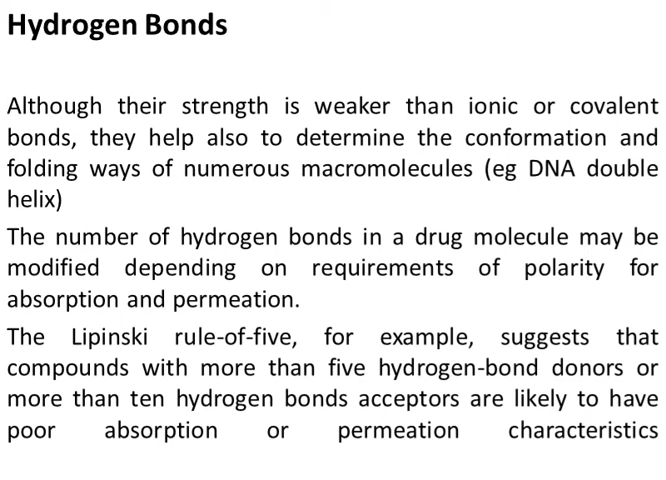 Hydrogen Bonds
Although their strength is weaker than ionic or covalent
bonds, they help also to determine the conformation and
folding ways of numerous macromolecules (eg DNA double
helix)
The number of hydrogen bonds in a drug molecule may be
modified depending on requirements of polarity for
absorption and permeation.
The Lipinski rule-of-five, for example, suggests that
compounds with more than five hydrogen-bond donors or
more than ten hydrogen bonds acceptors are likely to have
poor absorption or permeation characteristics